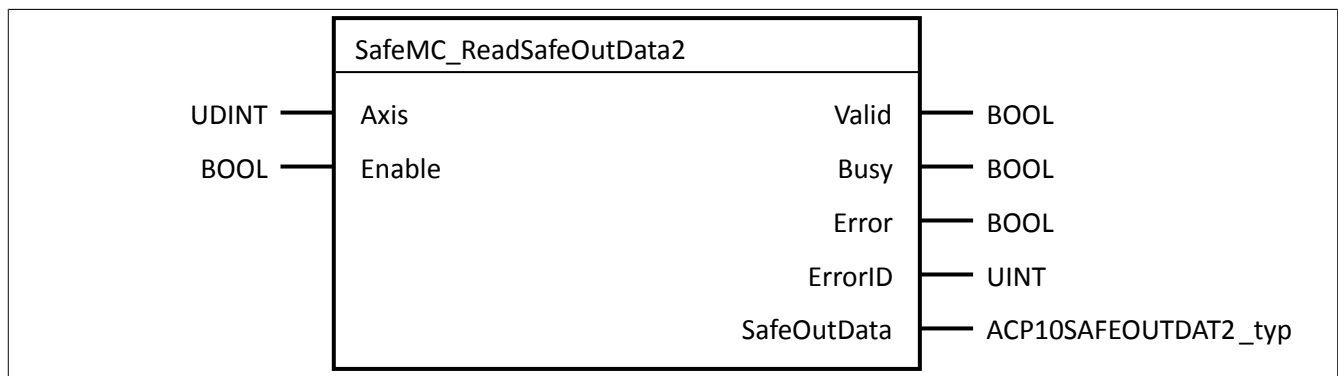 SafeMC_ReadSafeOutData2
UDINT Axis Valid BOOL
BOOL Enable Busy BOOL
Error BOOL
ErrorID UINT
SafeOutData ACP10SAFEOUTDAT2_typ